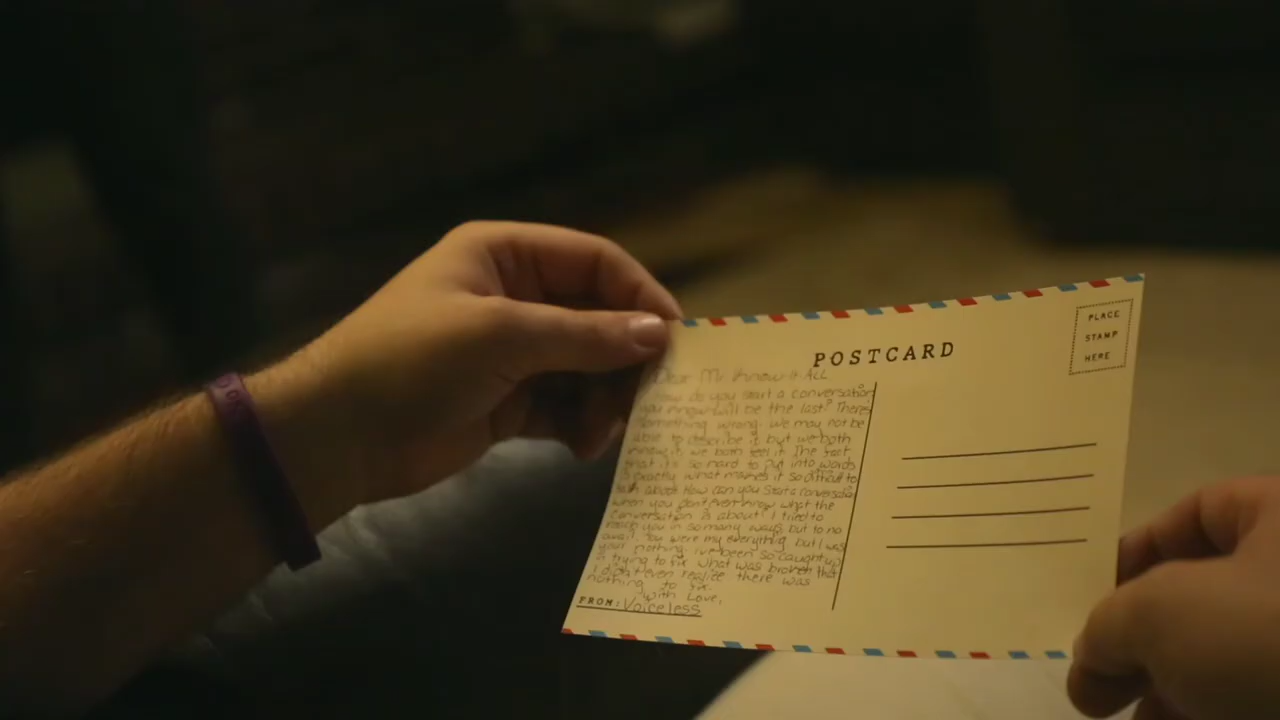 POSTCARD
PLACE
STAMP
HERE
Dear Mr. Know-it ALL
How do you start a conversation
you know will be the last? There's
something wrong. we may not be
able to describe it but we both
know it, we both feel it. The fact
that it's so hard to put into words
is exactly what makes it so difficult to
talk about. How can you start a conversation
when you don't even know what the
conversation is about. I tried to
reach you in so many ways, but to no
avail. You were my everything, but I was
your nothing. I've been so caught up
in trying to fix what was broken that
I didn't even realize there was
nothing to fix.
With Love,
FROM: Voiceless